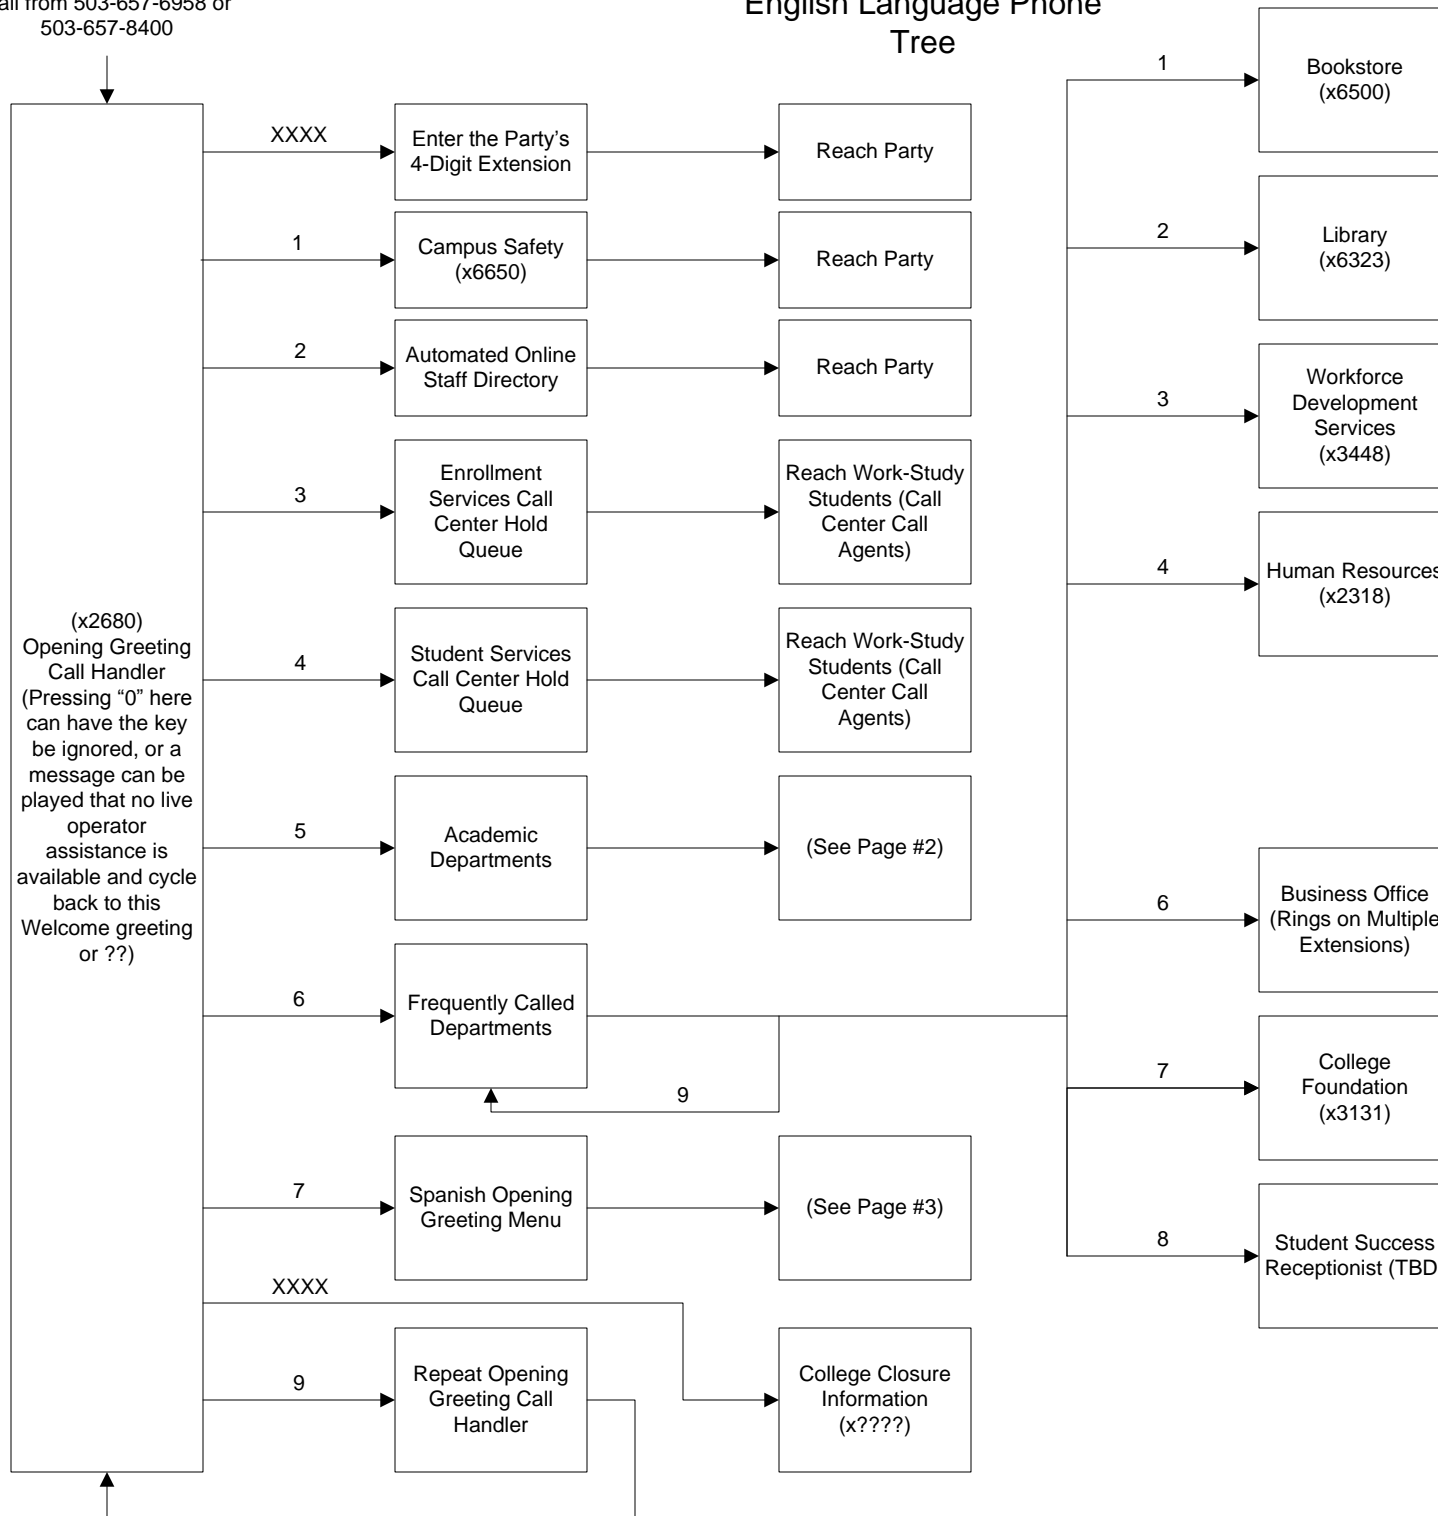 503-657-6958 or
503-657-8400
English Language Phone
Tree
(x2680)
Opening Greeting
Call Handler
(Pressing “0” here
can have the key
be ignored, or a
message can be
played that no live
operator
assistance is
available and cycle
back to this
Welcome greeting
or ??)
XXXX
Enter the Party’s
4-Digit Extension
Reach Party
1
Campus Safety
(x6650)
Reach Party
2
Automated Online
Staff Directory
Reach Party
3
Enrollment
Services Call
Center Hold
Queue
Reach Work-Study
Students (Call
Center Call
Agents)
4
Student Services
Call Center Hold
Queue
Reach Work-Study
Students (Call
Center Call
Agents)
5
Academic
Departments
(See Page #2)
6
Frequently Called
Departments
9
7
Spanish Opening
Greeting Menu
(See Page #3)
XXXX
College Closure
Information
(x????)
9
Repeat Opening
Greeting Call
Handler
1
Bookstore
(x6500)
2
Library
(x6323)
3
Workforce
Development
Services
(x3448)
4
Human Resources
(x2318)
6
Business Office
(Rings on Multiple
Extensions)
7
College
Foundation
(x3131)
8
Student Success
Receptionist (TBD